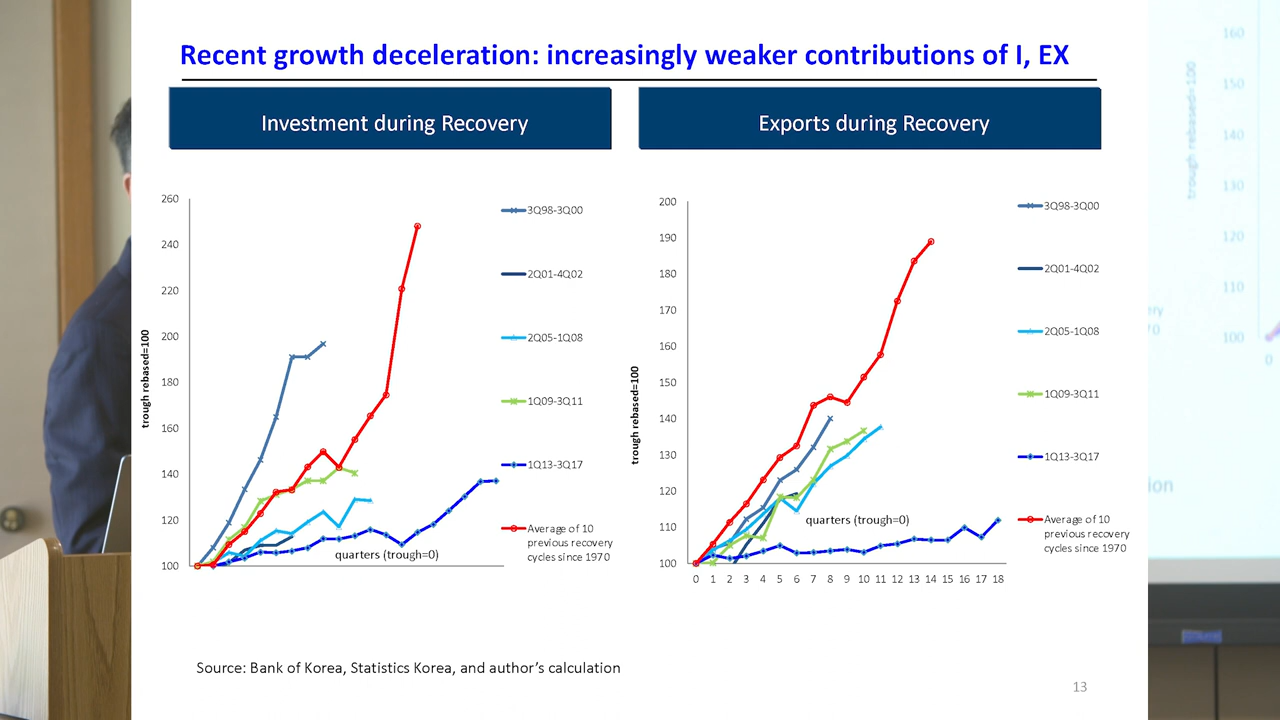 Recent growth deceleration: increasingly weaker contributions of I, EX
Investment during Recovery
Exports during Recovery
260
240
220
200
180
160
140
120
100
trough rebased=100
quarters (trough=0)
3Q98-3Q00
2Q01-4Q02
2Q05-1Q08
1Q09-3Q11
1Q13-3Q17
Average of 10
previous recovery
cycles since 1970
200
190
180
170
160
150
140
130
120
110
100
trough rebased=100
quarters (trough=0)
0 1 2 3 4 5 6 7 8 9 10 11 12 13 14 15 16 17 18
3Q98-3Q00
2Q01-4Q02
2Q05-1Q08
1Q09-3Q11
1Q13-3Q17
Average of 10
previous recovery
cycles since 1970
Source: Bank of Korea, Statistics Korea, and author's calculation
13
160
150
140
130
120
110
100
trough rebased=100
0